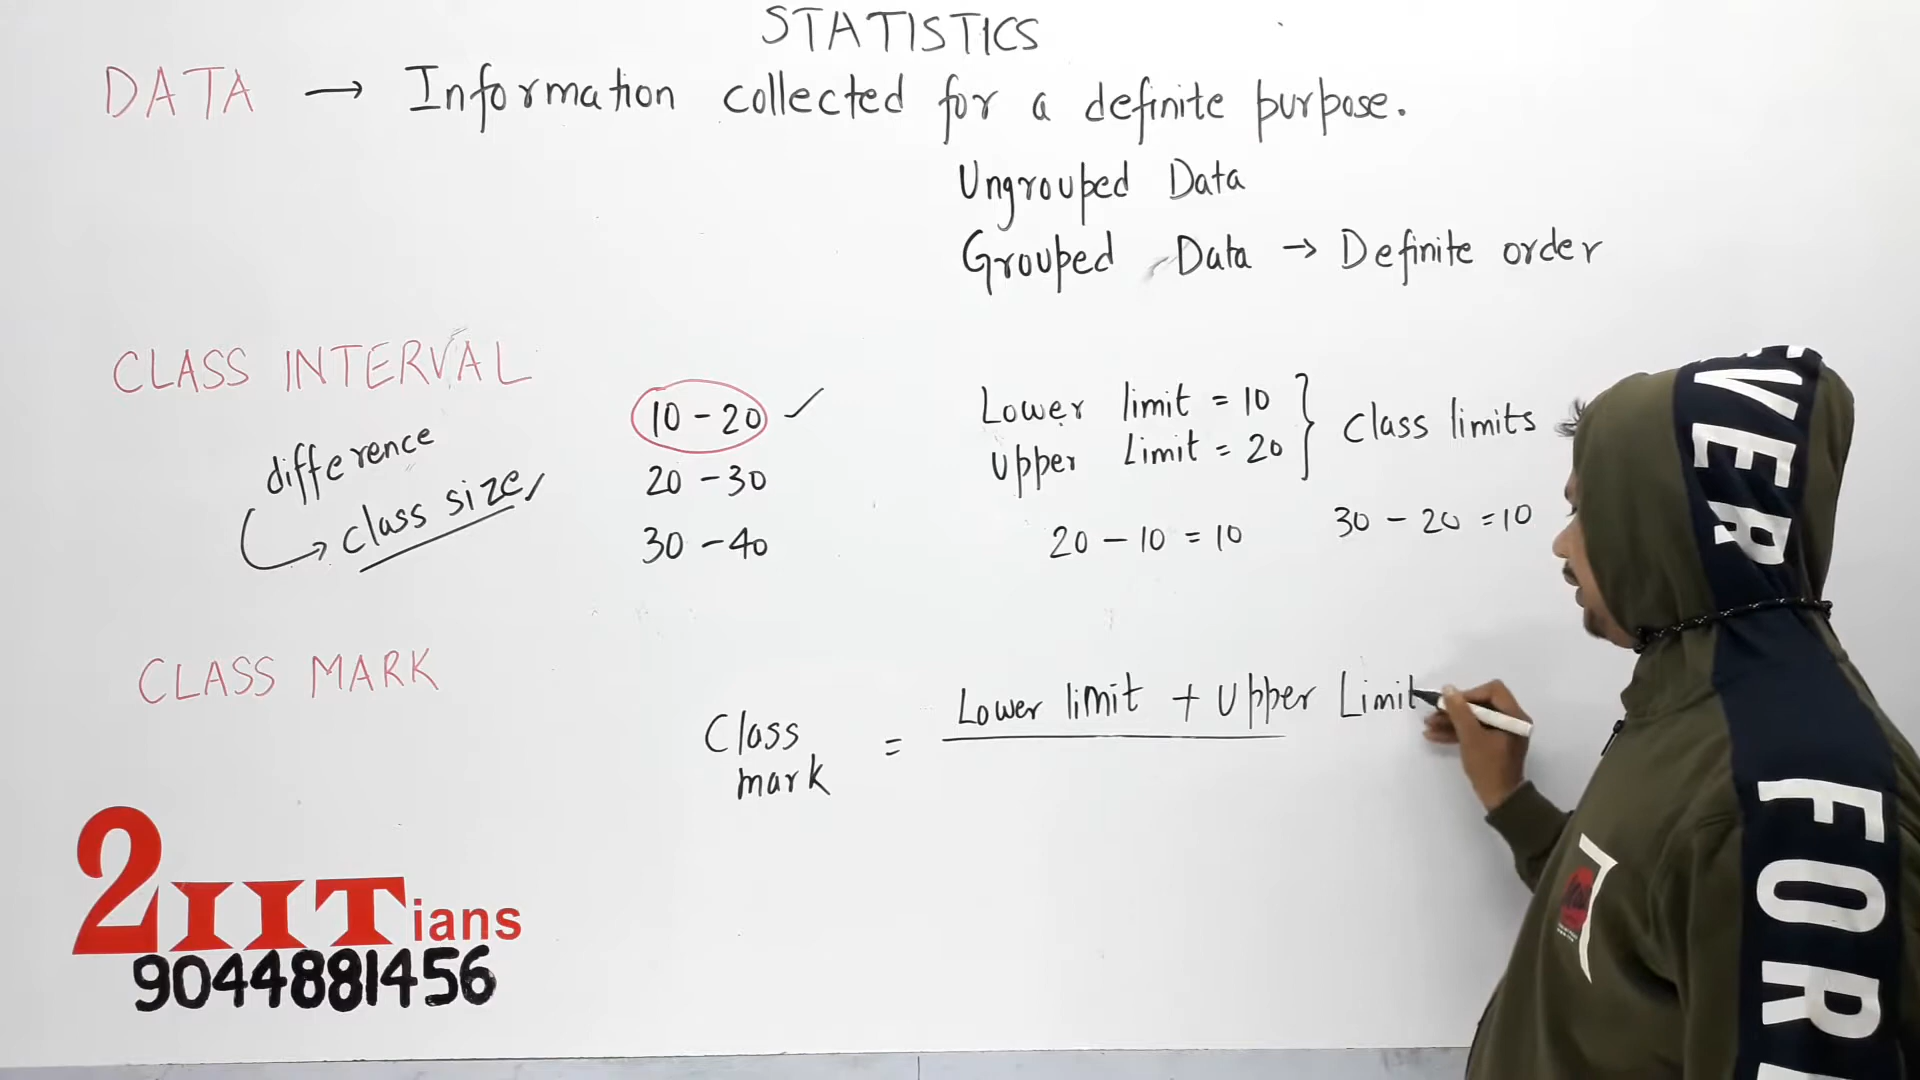 STATISTICS
DATA → Information collected for a definite purpose.
Ungrouped Data
Grouped Data → Definite order
CLASS INTERVAL
difference
class size
10 - 20 ✓
20 - 30
30 - 40
Lower limit = 10
Upper Limit = 20
} Class limits
20 - 10 = 10
30 - 20 = 10
CLASS MARK
Class mark = Lower limit + Upper Limit
2IITians
9044881456
VER
FOR